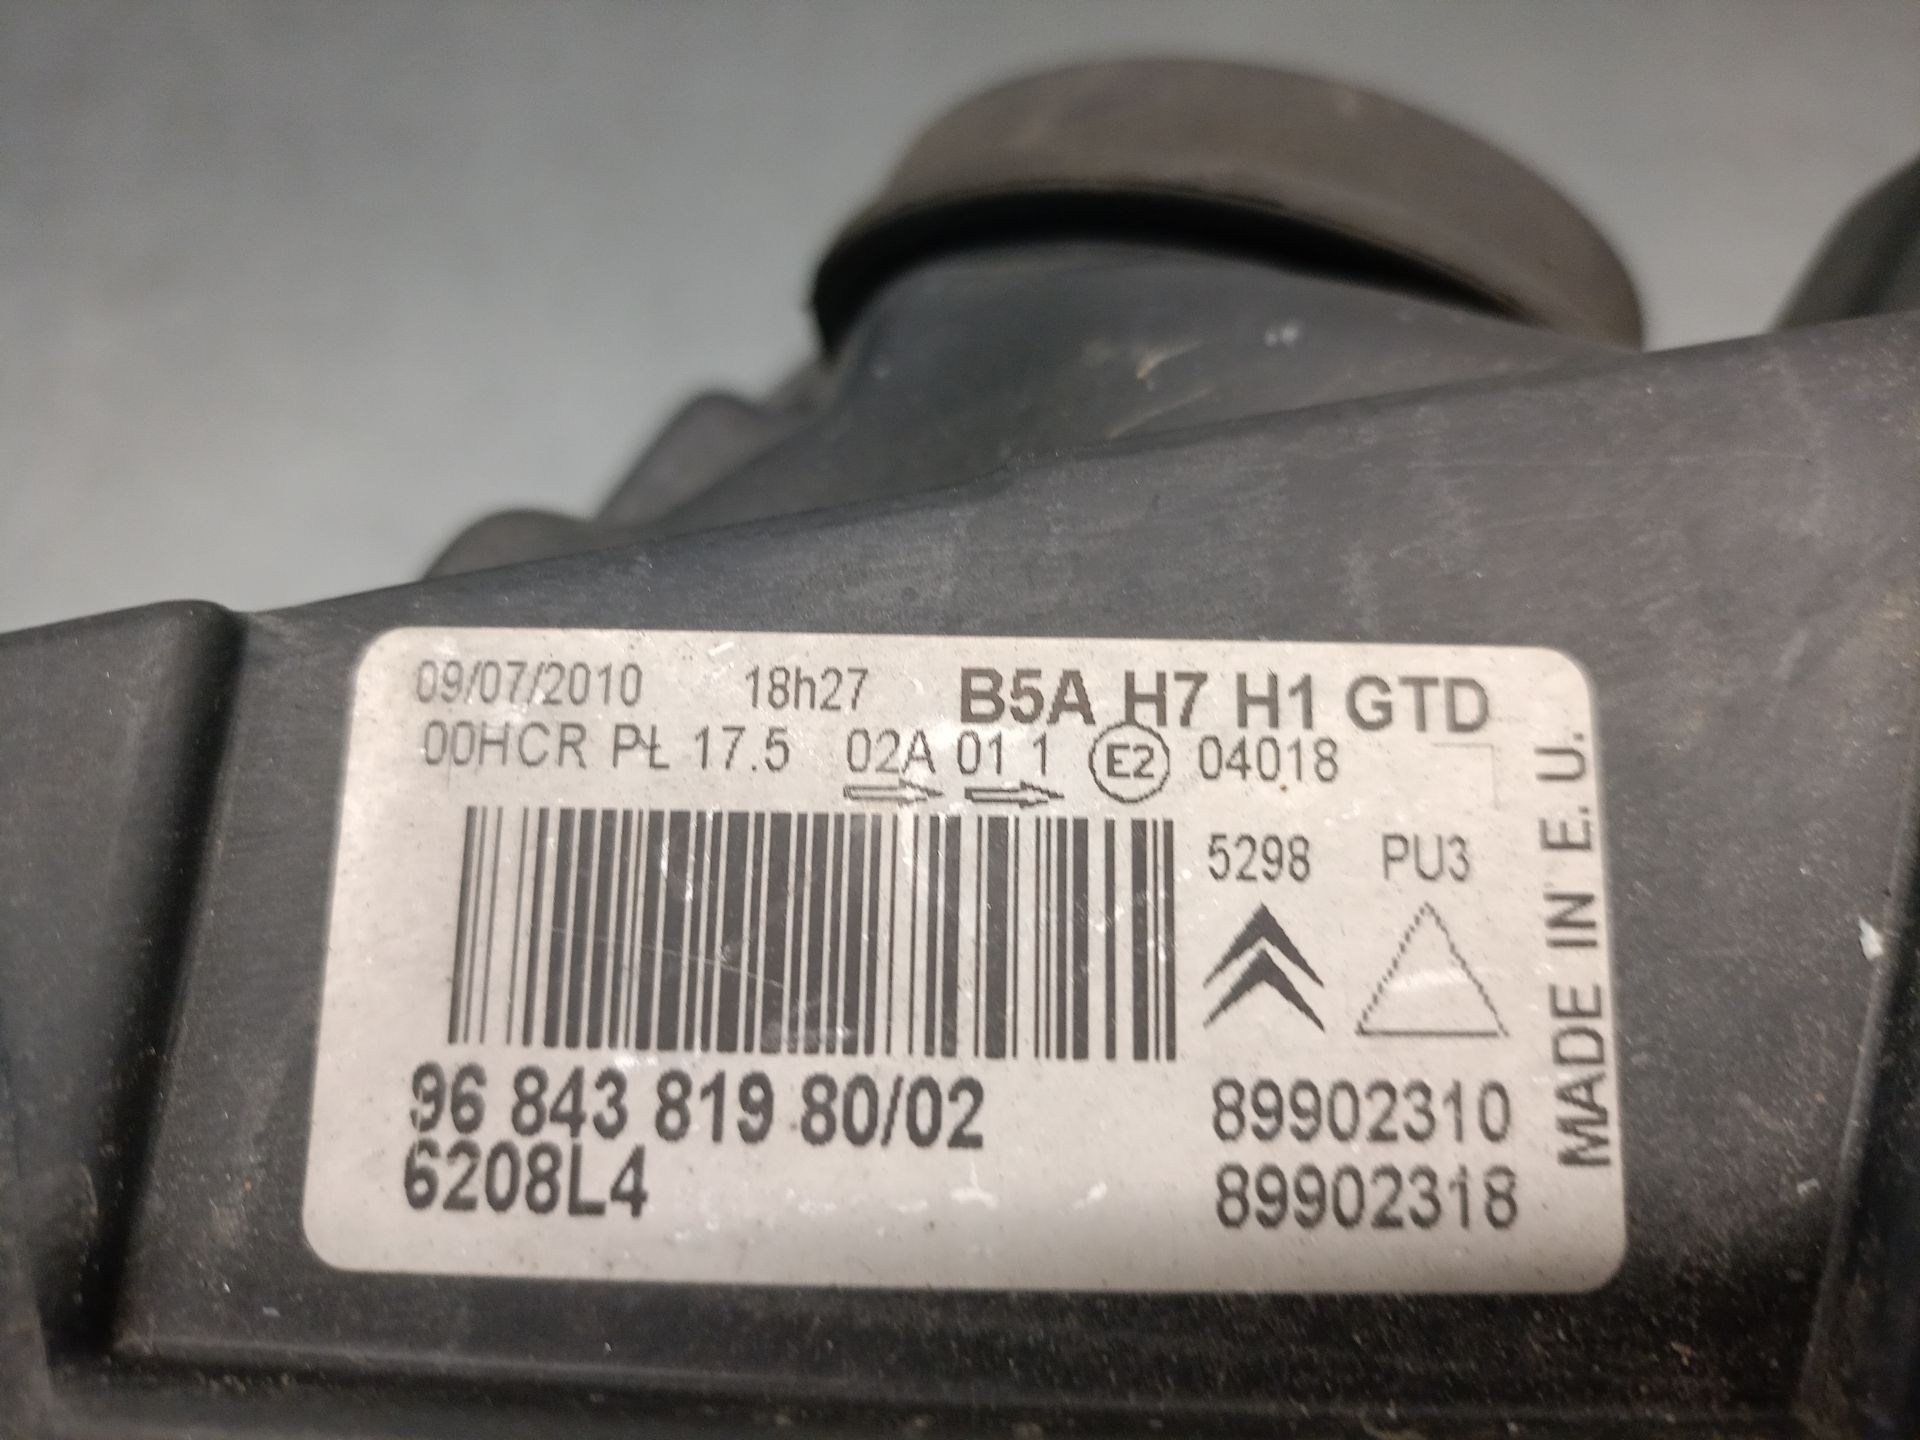 09/07/2010 18h27 B5A H7 H1 GTD
00HCR PŁ 17.5 02A 01 1 E2 04018
5298 PU3
96 843 819 80/02 89902310
6208L4 89902318
MADE IN E.U.